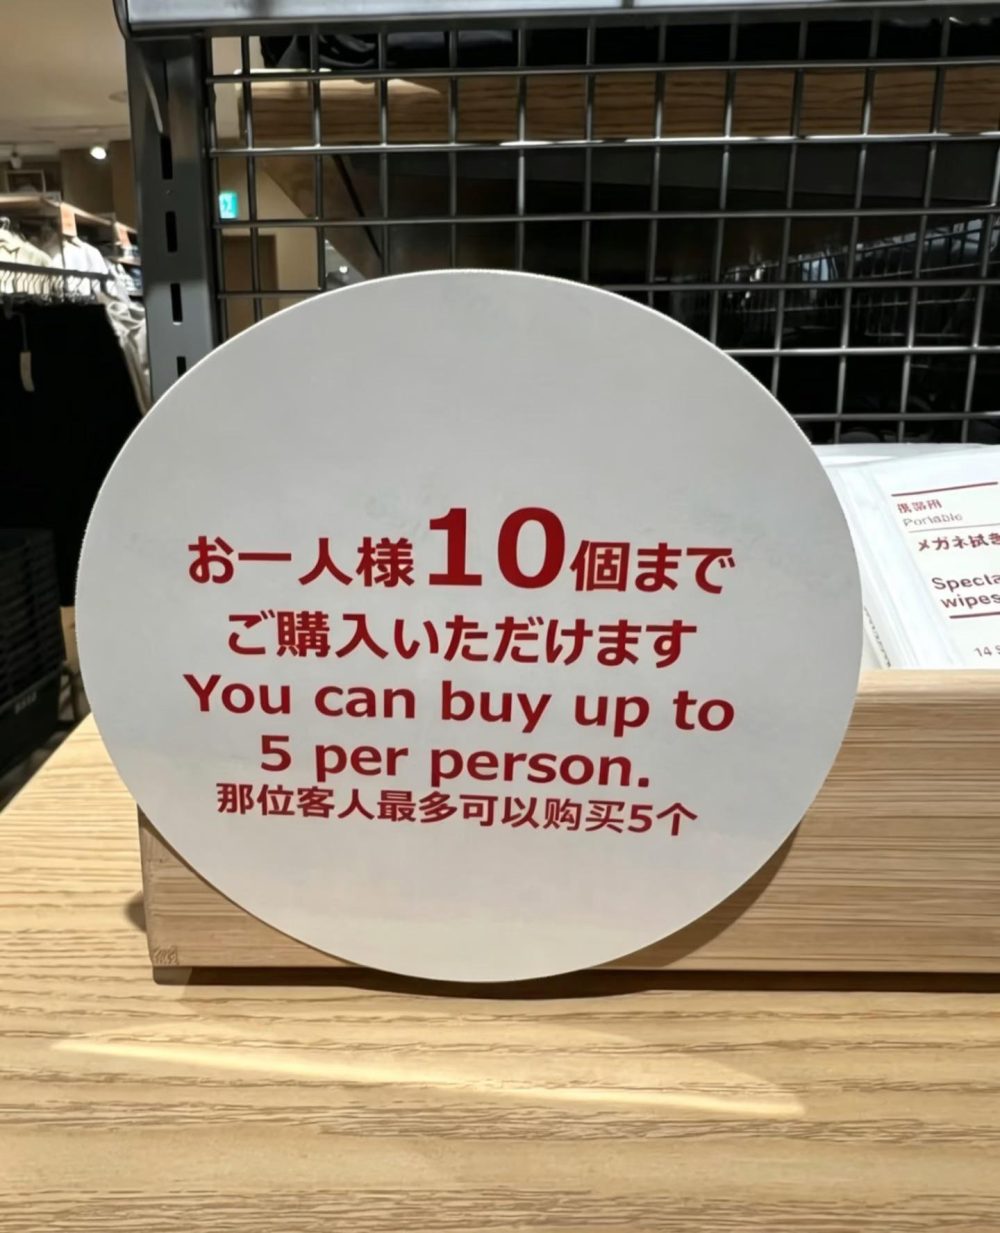 お一人様10個まで
ご購入いただけます
You can buy up to
5 per person.
那位客人最多可以购买5个
携帯用
Portable
メガネ拭き
wipes
14